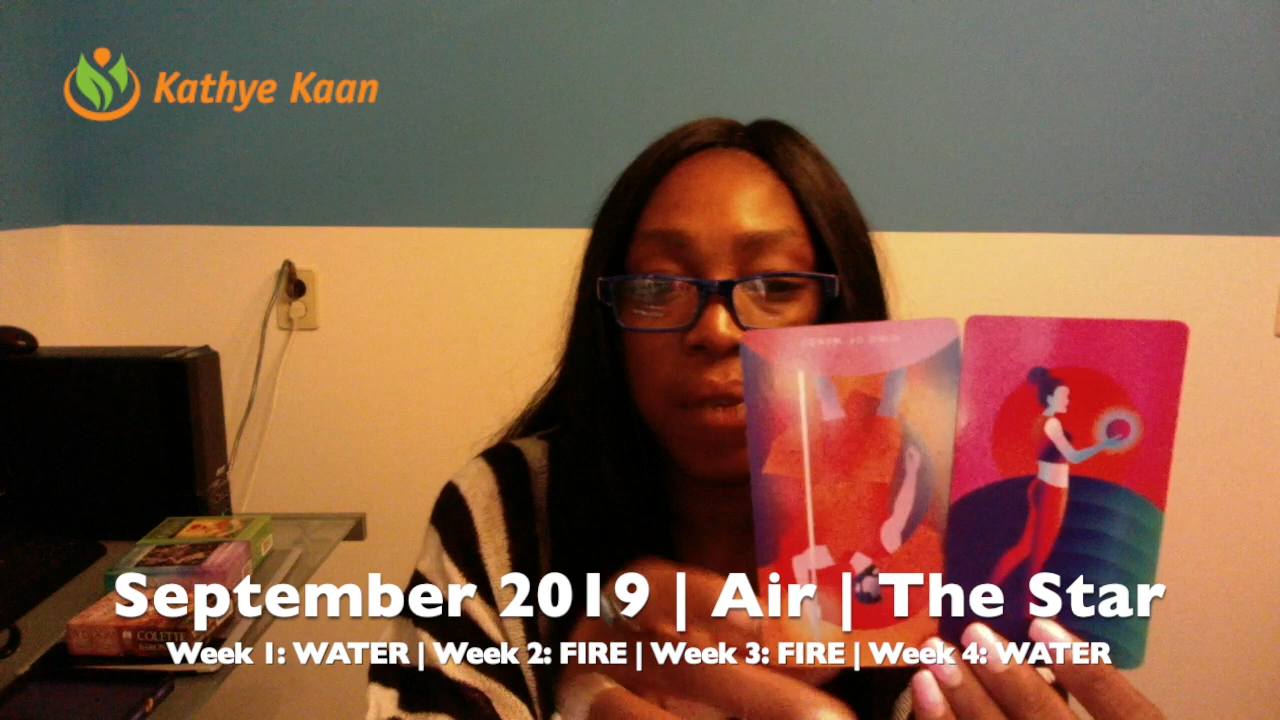 Kathye Kaan
September 2019 | Air | The Star
Week 1: WATER | Week 2: FIRE | Week 3: FIRE | Week 4: WATER
COLETTE